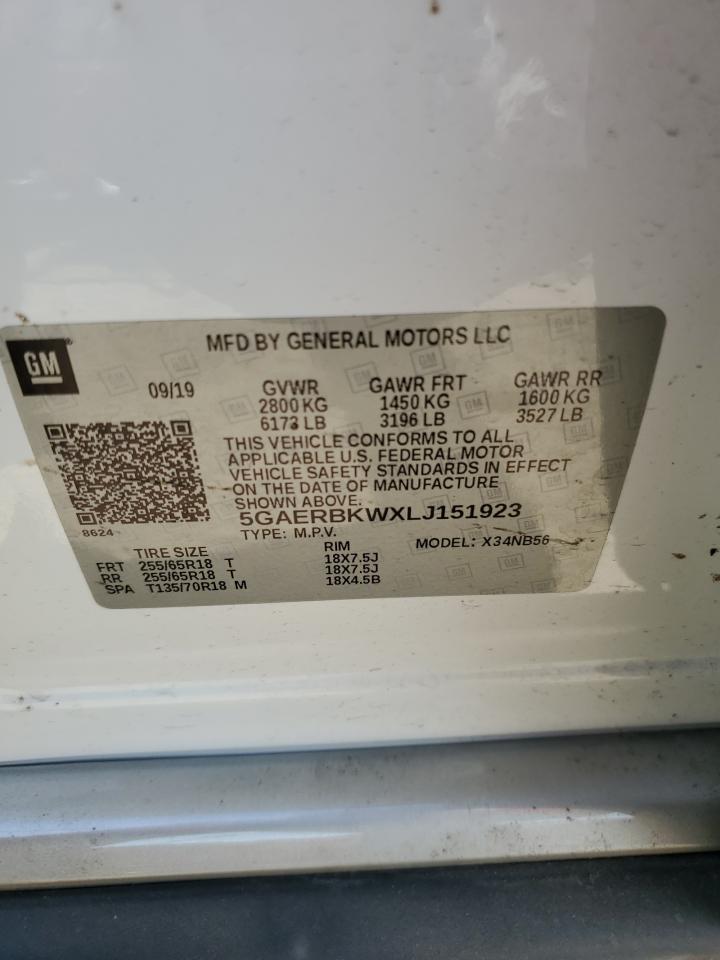 GM
MFD BY GENERAL MOTORS LLC
09/19 GVWR GAWR FRT GAWR RR
2800 KG 1450 KG 1600 KG
6173 LB 3196 LB 3527 LB
THIS VEHICLE CONFORMS TO ALL
APPLICABLE U.S. FEDERAL MOTOR
VEHICLE SAFETY STANDARDS IN EFFECT
ON THE DATE OF MANUFACTURE
SHOWN ABOVE.
5GAERBKWXLJ151923
8624
TYPE: M.P.V. MODEL: X34NB56
TIRE SIZE RIM
FRT 255/65R18 T 18X7.5J
RR 255/65R18 T 18X7.5J
SPA T135/70R18 M 18X4.5B